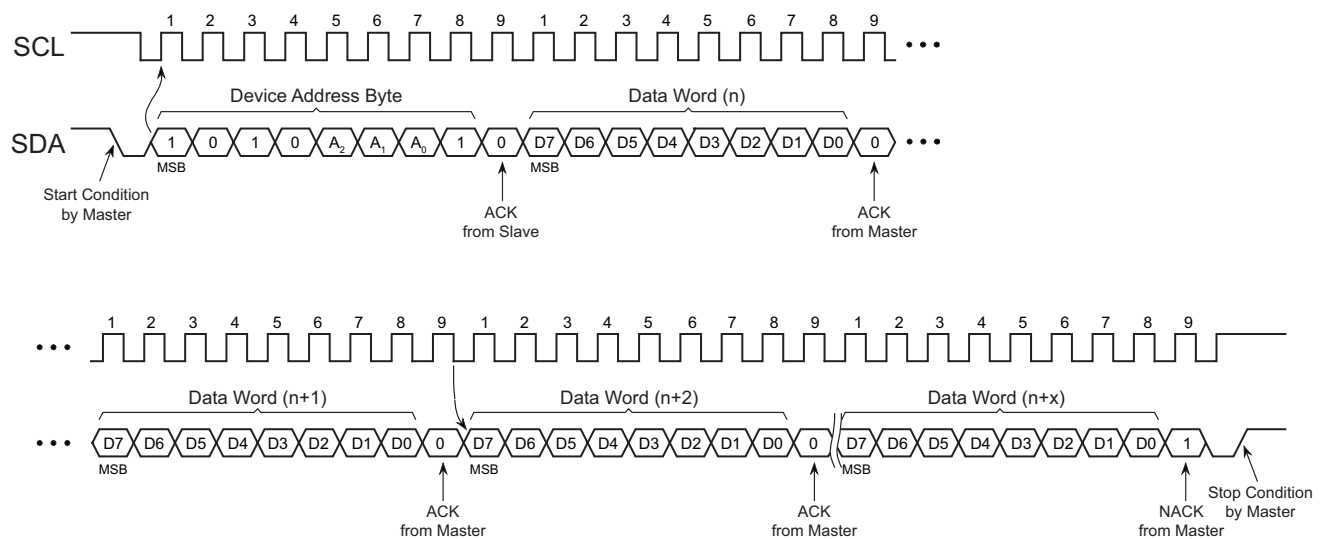 1 2 3 4 5 6 7 8 9 1 2 3 4 5 6 7 8 9
SCL
Device Address Byte Data Word (n)
SDA 1 0 1 0 A₂ A₁ A₀ 1 0 D7 D6 D5 D4 D3 D2 D1 D0 0
MSB MSB
Start Condition
by Master
ACK
from Slave
ACK
from Master
1 2 3 4 5 6 7 8 9 1 2 3 4 5 6 7 8 9 1 2 3 4 5 6 7 8 9
Data Word (n+1) Data Word (n+2) Data Word (n+x)
D7 D6 D5 D4 D3 D2 D1 D0 0 D7 D6 D5 D4 D3 D2 D1 D0 0 D7 D6 D5 D4 D3 D2 D1 D0 1
MSB MSB MSB
ACK
from Master
ACK
from Master
NACK
from Master
Stop Condition
by Master